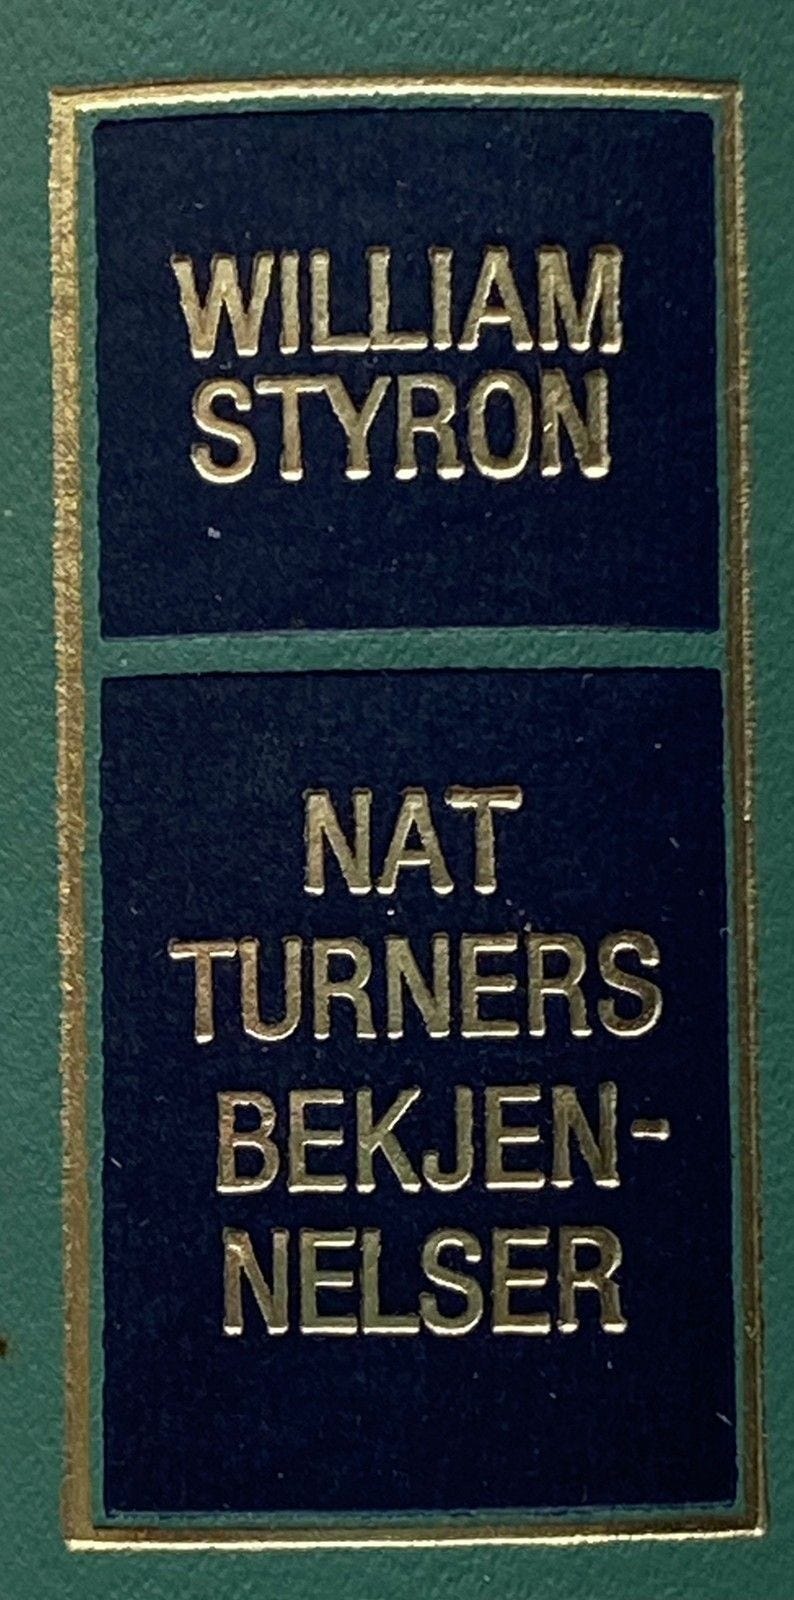 WILLIAM
STYRON
NAT
TURNERS
BEKJEN-
NELSER